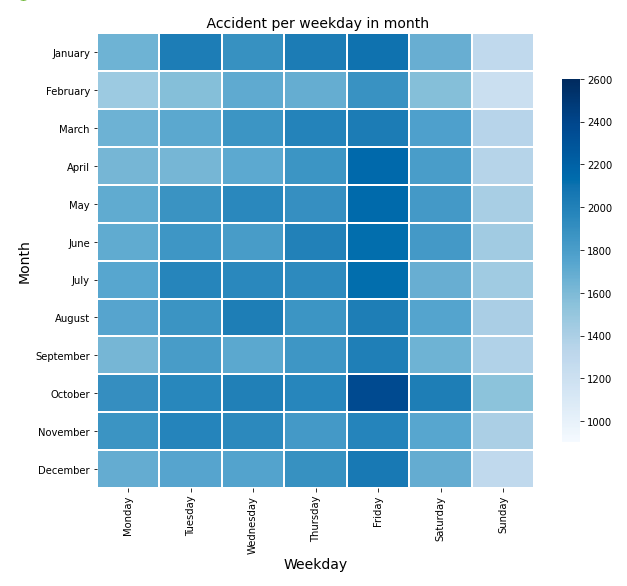 Accident per weekday in month
January
February
March
April
May
June
July
August
September
October
November
December
Month
Monday
Tuesday
Wednesday
Thursday
Friday
Saturday
Sunday
Weekday
2600
2400
2200
2000
1800
1600
1400
1200
1000